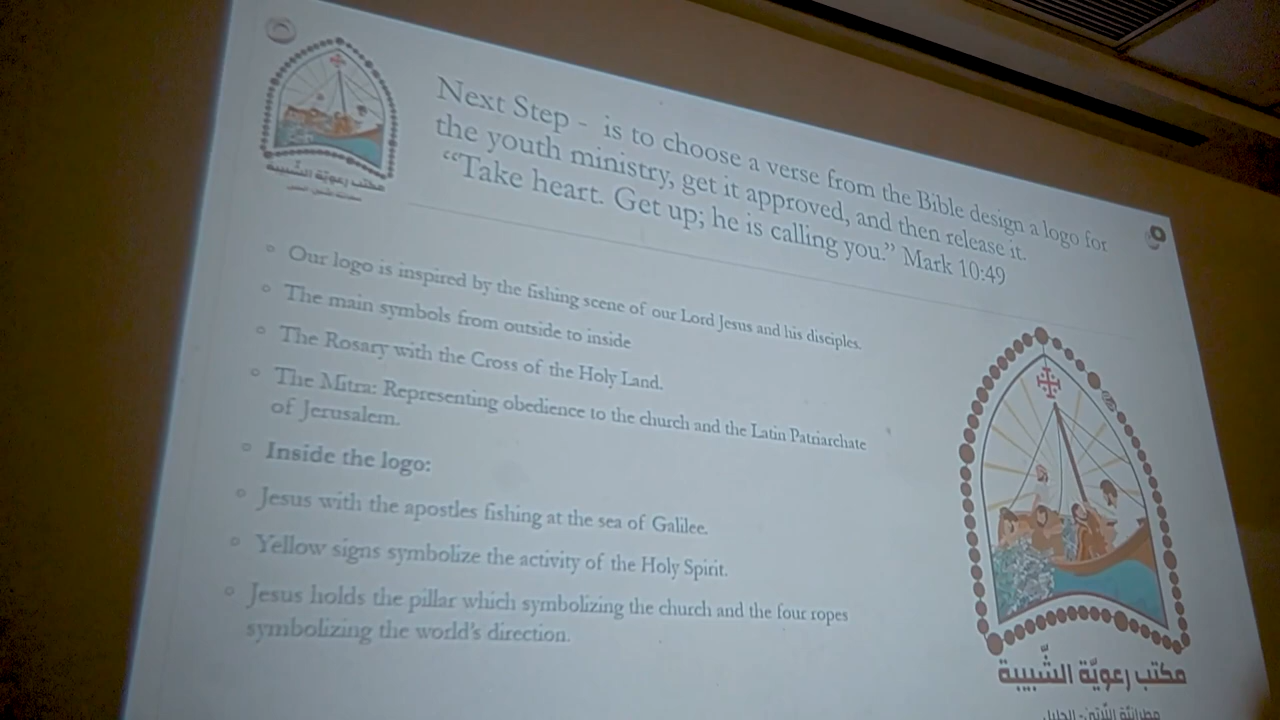 Next Step - is to choose a verse from the Bible design a logo for
the youth ministry, get it approved, and then release it.
“Take heart. Get up; he is calling you.” Mark 10:49
Our logo is inspired by the fishing scene of our Lord Jesus and his disciples.
The main symbols from outside to inside
The Rosary with the Cross of the Holy Land.
The Mitra: Representing obedience to the church and the Latin Patriarchate
of Jerusalem.
Inside the logo:
Jesus with the apostles fishing at the sea of Galilee.
Yellow signs symbolize the activity of the Holy Spirit.
Jesus holds the pillar which symbolizing the church and the four ropes
symbolizing the world's direction.
مكتب رعويّة الشّبيبة
مكتب رعويّة الشّبيبة